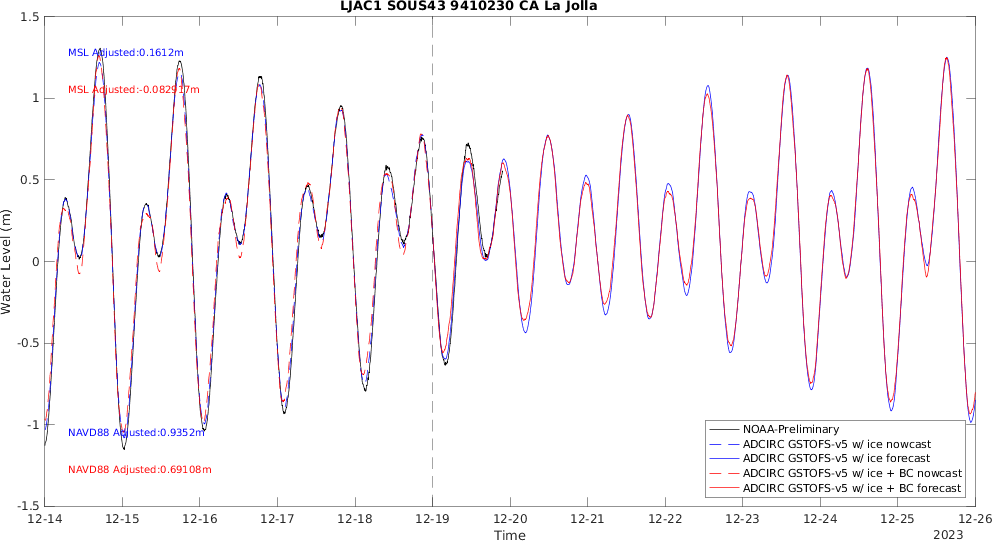 LJAC1 SOUS43 9410230 CA La Jolla
MSL Adjusted:0.1612m
MSL Adjusted:-0.082917m
NAVD88 Adjusted:0.9352m
NAVD88 Adjusted:0.69108m
Water Level (m)
1.5
1
0.5
0
-0.5
-1
-1.5
NOAA-Preliminary
ADCIRC GSTOFS-v5 w/ ice nowcast
ADCIRC GSTOFS-v5 w/ ice forecast
ADCIRC GSTOFS-v5 w/ ice + BC nowcast
ADCIRC GSTOFS-v5 w/ ice + BC forecast
12-14 12-15 12-16 12-17 12-18 12-19 12-20 12-21 12-22 12-23 12-24 12-25 12-26
Time
2023